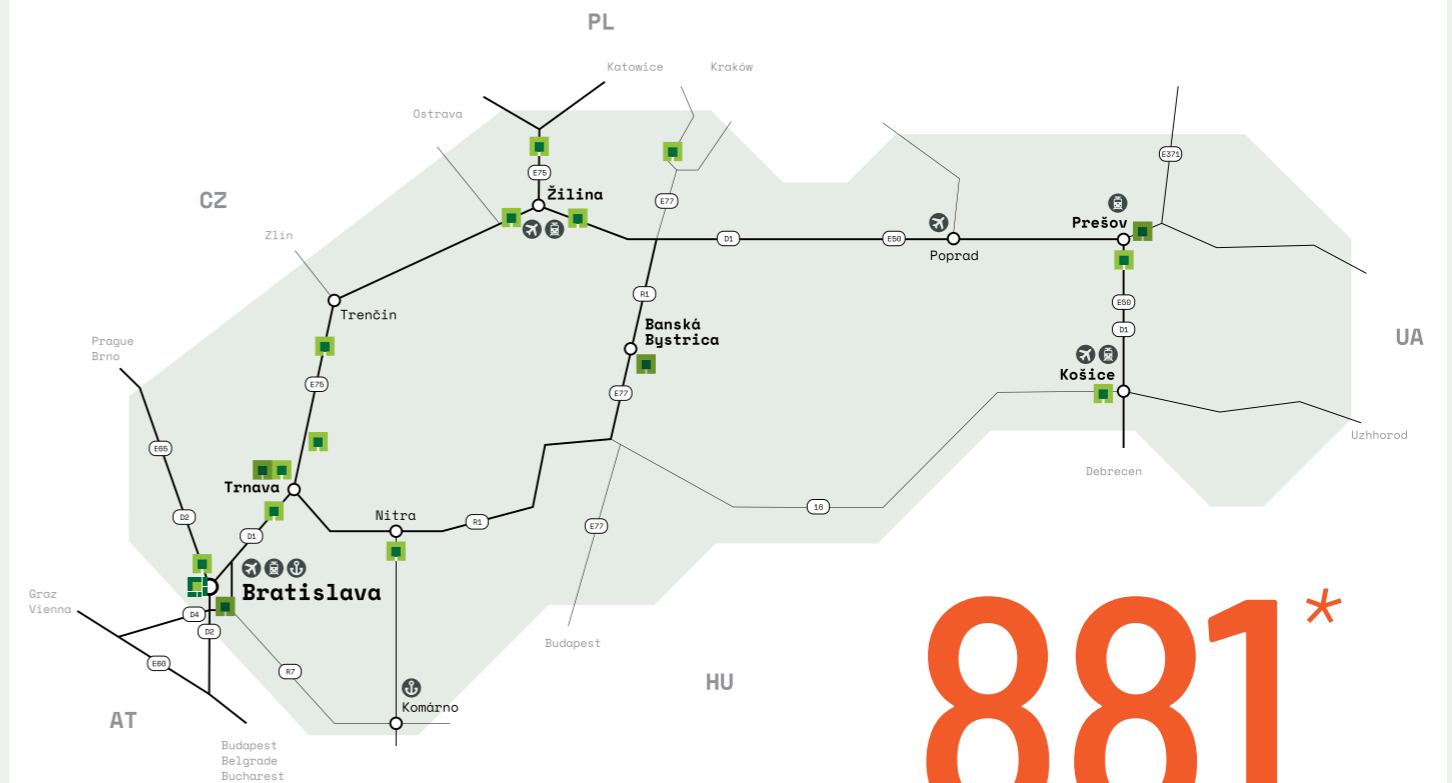 PL
Katowice
Kraków
Ostrava
E371
E75
CZ
Žilina
E77
Prešov
Zlín
D1
E50
Poprad
R1
Trenčín
E50
Banská
Bystrica
D1
UA
Prague
Brno
Košice
E75
E77
Uzhhorod
E65
Debrecen
Trnava
D2
Nitra
R1
16
E77
D1
Bratislava
Graz
Vienna
D4
D2
881*
Budapest
E60
R7
HU
Komárno
AT
Budapest
Belgrade
Bucharest